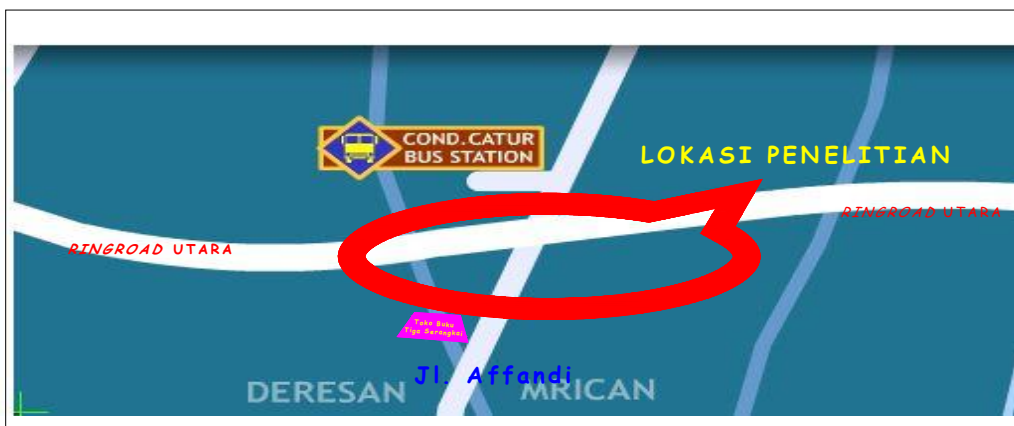 COND.CATUR
BUS STATION
LOKASI PENELITIAN
RINGROAD UTARA
RINGROAD UTARA
Toko Buku
Tiga Serangkai
Jl. Affandi
DERESAN
MRICAN